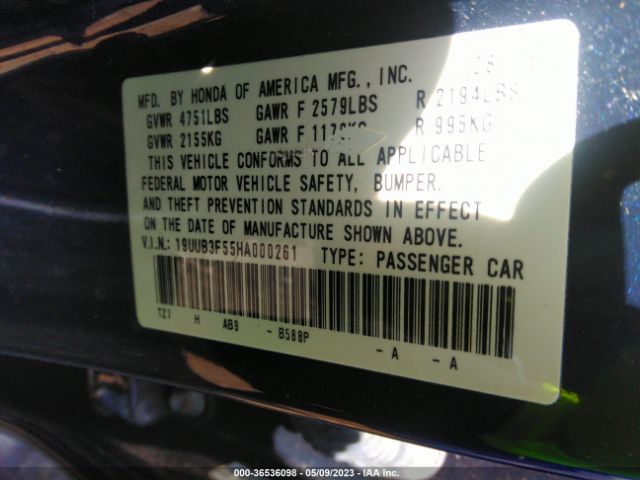 MFD. BY HONDA OF AMERICA MFG., INC.
GVWR 4751LBS GAWR F 2579LBS R 2194LBS
GVWR 2155KG GAWR F R 995KG
THIS VEHICLE CONFORMS TO ALL APPLICABLE
FEDERAL MOTOR VEHICLE SAFETY, BUMPER.
AND THEFT PREVENTION STANDARDS IN EFFECT
ON THE DATE OF MANUFACTURE SHOWN ABOVE.
V.I.N.: 19UUB3F55HA000261 TYPE: PASSENGER CAR
TZ7 H AB9 - B588P - A - A
000-36536098 - 05/09/2023 - IAA Inc.